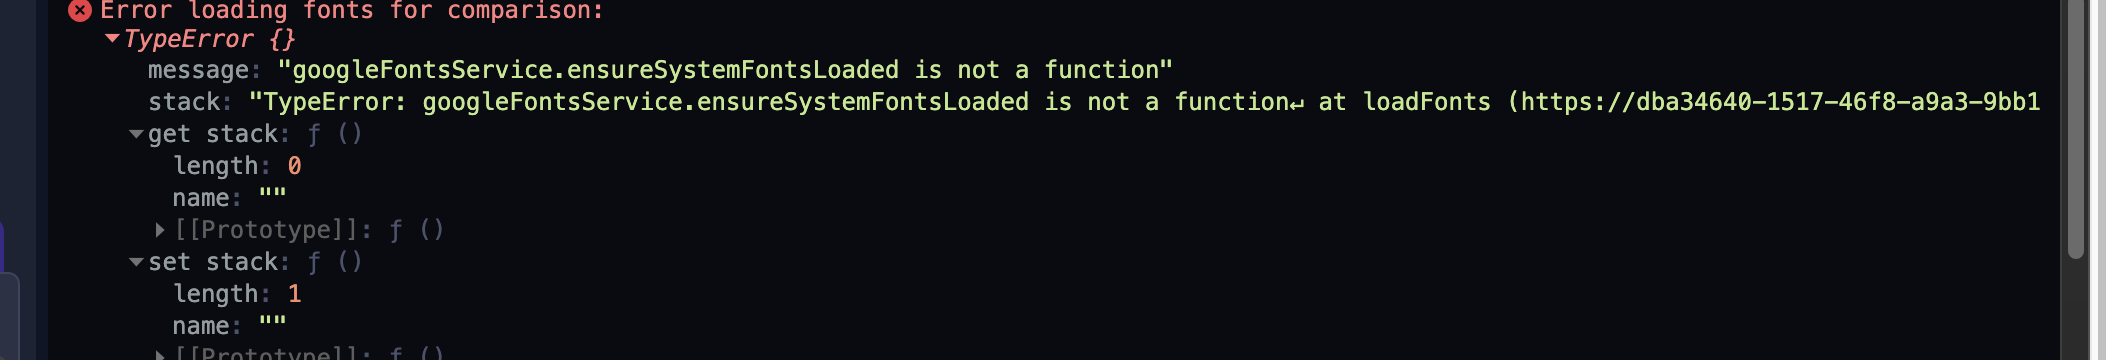 Error loading fonts for comparison:
TypeError {}
message: "googleFontsService.ensureSystemFontsLoaded is not a function"
stack: "TypeError: googleFontsService.ensureSystemFontsLoaded is not a function↵ at loadFonts (https://dba34640-1517-46f8-a9a3-9bb1
get stack: ƒ ()
length: 0
name: ""
[[Prototype]]: ƒ ()
set stack: ƒ ()
length: 1
name: ""
[[Prototype]]: ƒ ()